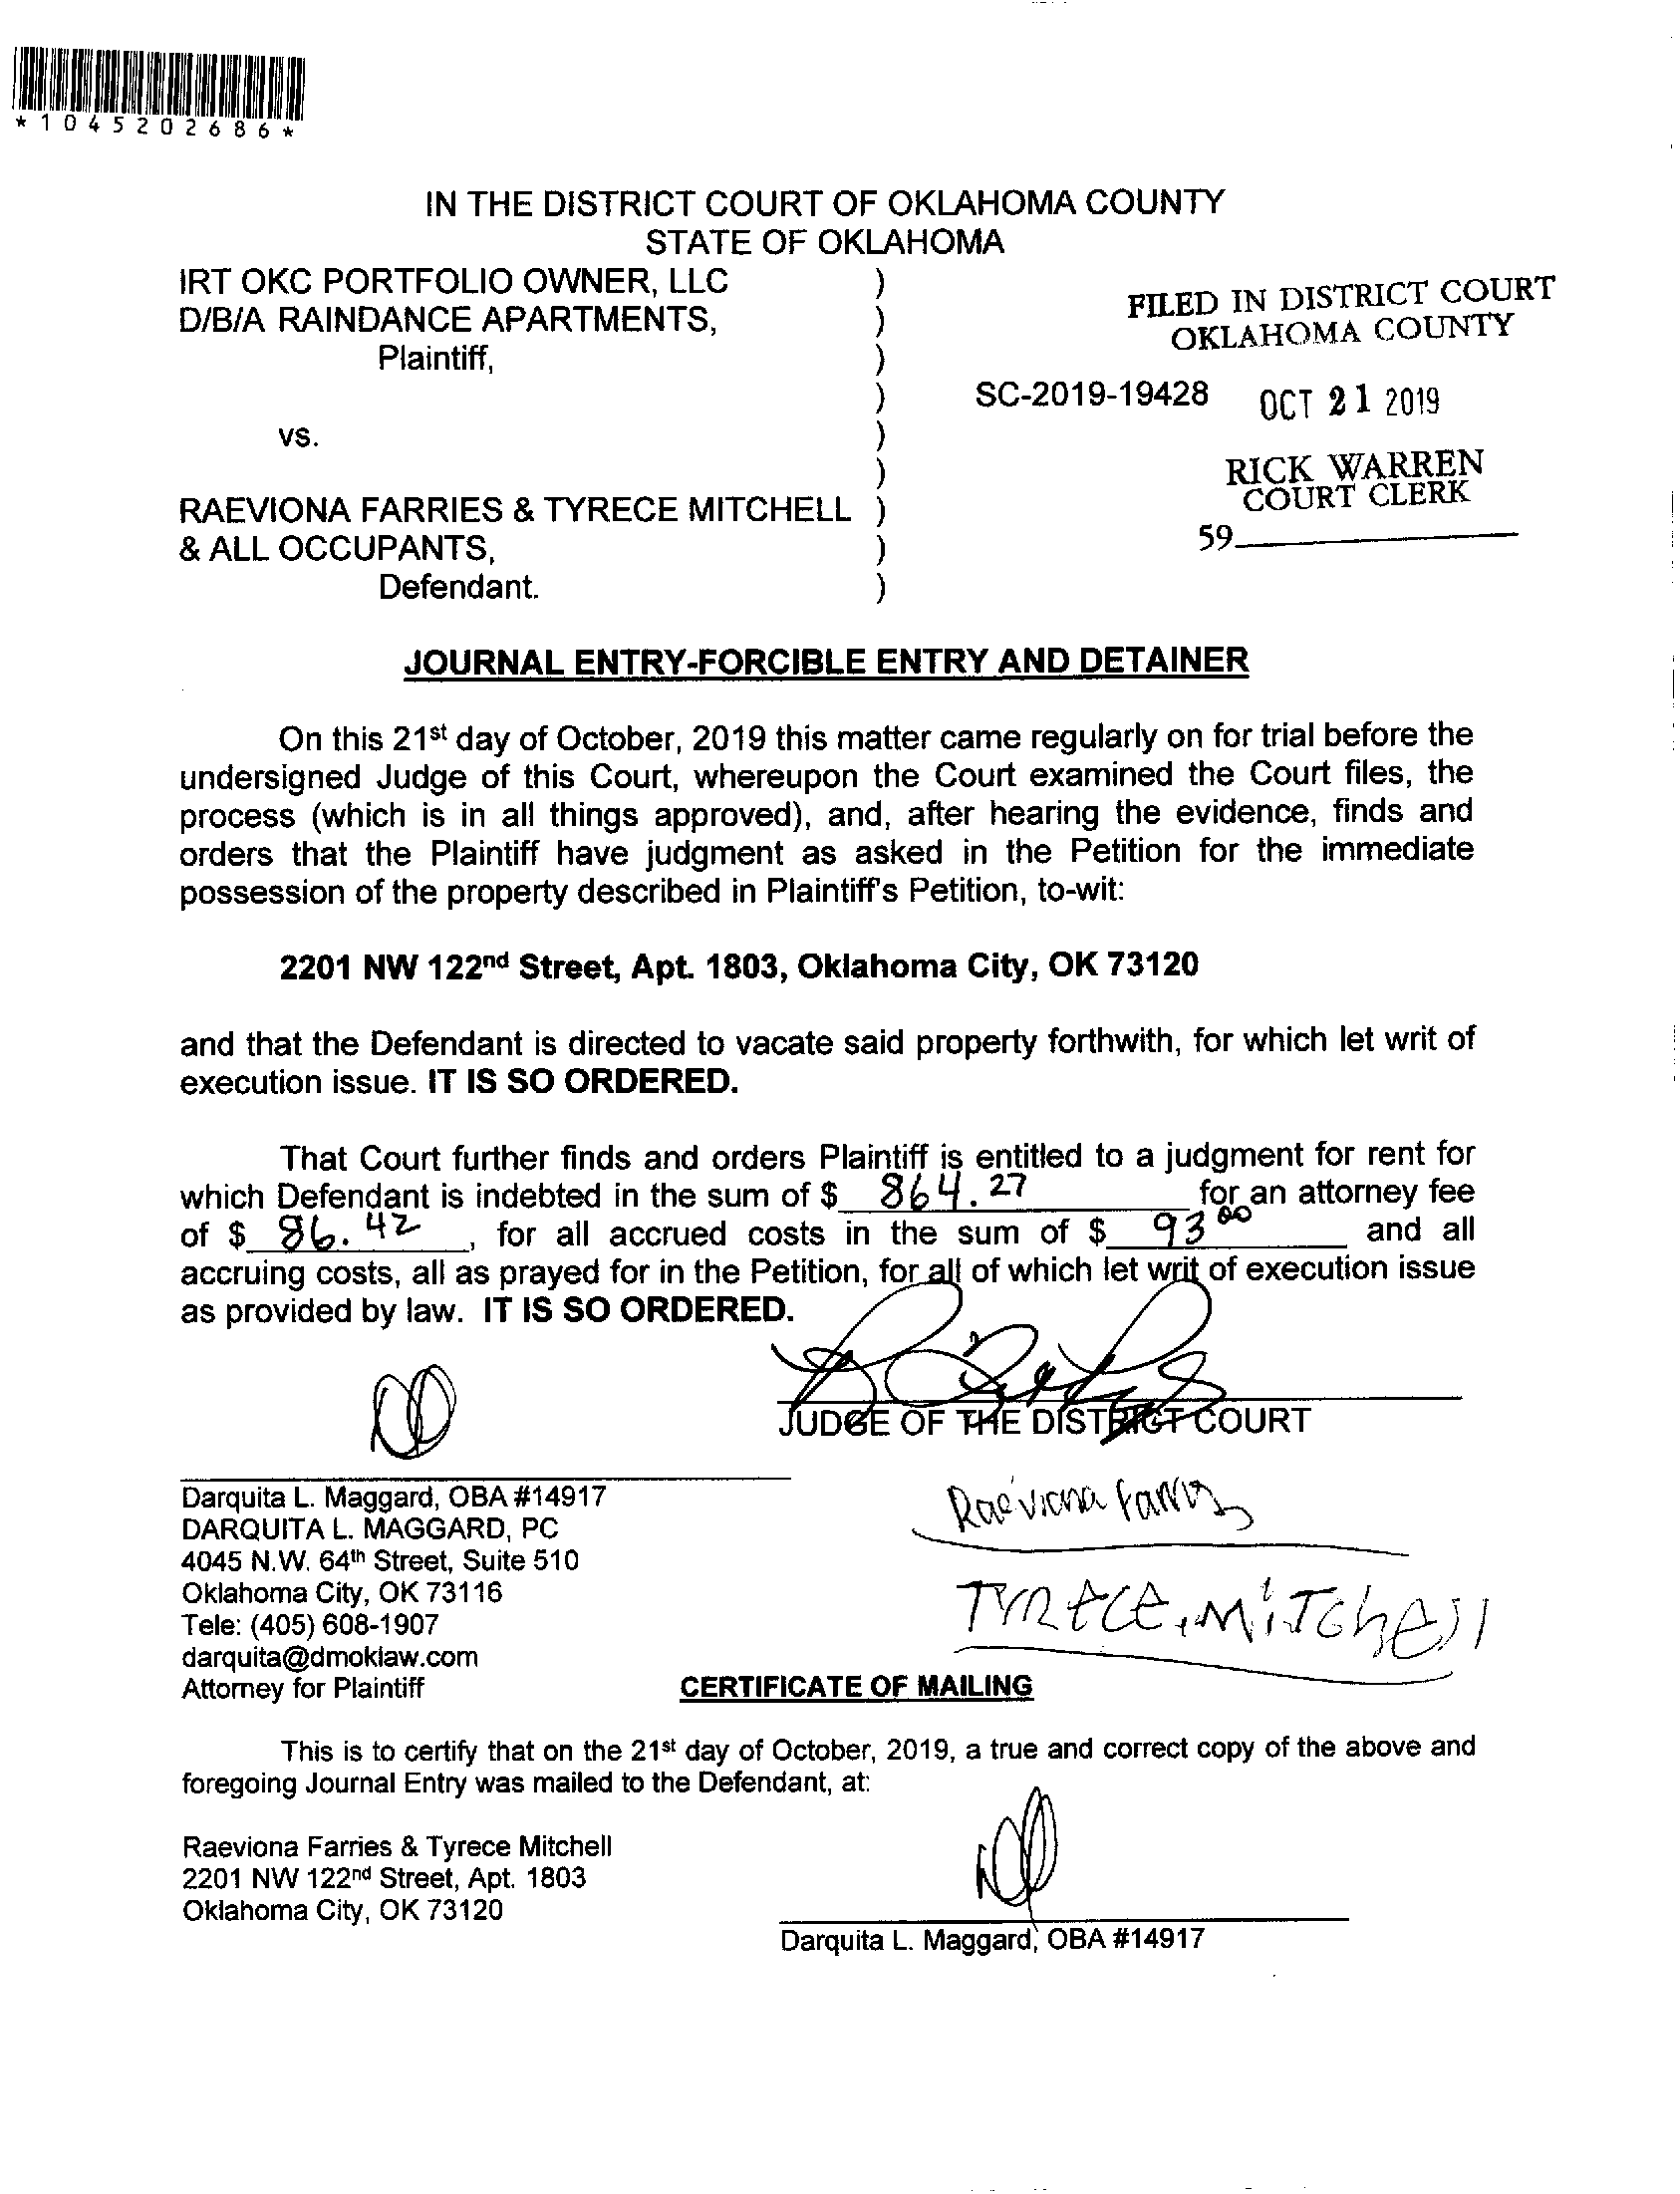 *1045202686*
IN THE DISTRICT COURT OF OKLAHOMA COUNTY
STATE OF OKLAHOMA
IRT OKC PORTFOLIO OWNER, LLC )
D/B/A RAINDANCE APARTMENTS, )
Plaintiff, )
)
vs. )
)
RAEVIONA FARRIES & TYRECE MITCHELL )
& ALL OCCUPANTS, )
Defendant. )
FILED IN DISTRICT COURT
OKLAHOMA COUNTY
SC-2019-19428 OCT 21 2019
RICK WARREN
COURT CLERK
59
JOURNAL ENTRY-FORCIBLE ENTRY AND DETAINER
On this 21st day of October, 2019 this matter came regularly on for trial before the
undersigned Judge of this Court, whereupon the Court examined the Court files, the
process (which is in all things approved), and, after hearing the evidence, finds and
orders that the Plaintiff have judgment as asked in the Petition for the immediate
possession of the property described in Plaintiff's Petition, to-wit:
2201 NW 122nd Street, Apt. 1803, Oklahoma City, OK 73120
and that the Defendant is directed to vacate said property forthwith, for which let writ of
execution issue. IT IS SO ORDERED.
That Court further finds and orders Plaintiff is entitled to a judgment for rent for
which Defendant is indebted in the sum of $ 864.27 for an attorney fee
of $ 86.42, for all accrued costs in the sum of $ 93 00 and all
accruing costs, all as prayed for in the Petition, for all of which let writ of execution issue
as provided by law. IT IS SO ORDERED.
JUDGE OF THE DISTRICT COURT
Darquita L. Maggard, OBA #14917
DARQUITA L. MAGGARD, PC
4045 N.W. 64th Street, Suite 510
Oklahoma City, OK 73116
Tele: (405) 608-1907
darquita@dmoklaw.com
Attorney for Plaintiff
Raeviona Farries
TYRECE, MiTchell
CERTIFICATE OF MAILING
This is to certify that on the 21st day of October, 2019, a true and correct copy of the above and
foregoing Journal Entry was mailed to the Defendant, at:
Raeviona Farries & Tyrece Mitchell
2201 NW 122nd Street, Apt. 1803
Oklahoma City, OK 73120
Darquita L. Maggard, OBA #14917